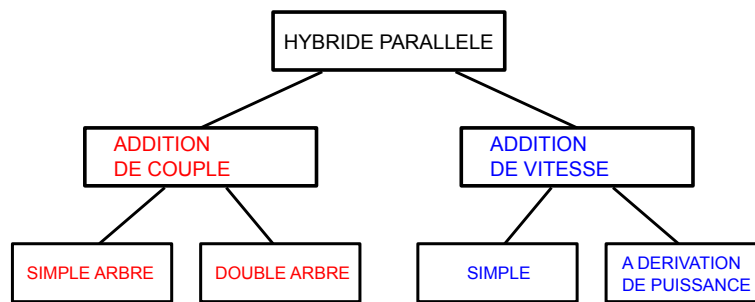 HYBRIDE PARALLELE
ADDITION
DE COUPLE
ADDITION
DE VITESSE
SIMPLE ARBRE
DOUBLE ARBRE
SIMPLE
A DERIVATION
DE PUISSANCE